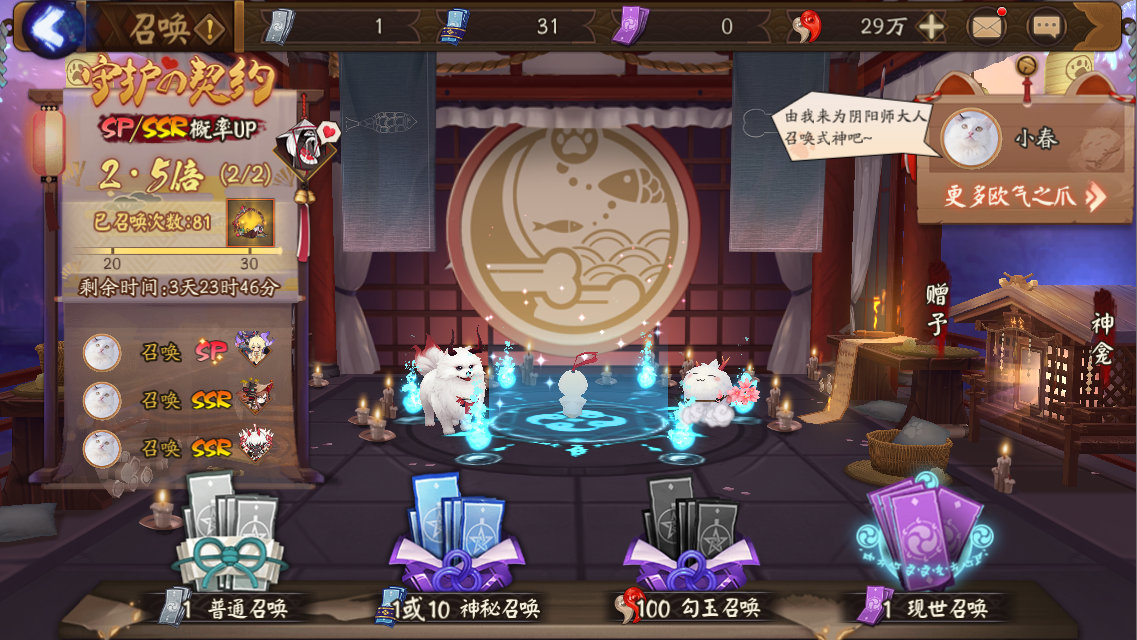 召唤
1
31
0
29万
守护の契约
SP/SSR概率UP
2·5倍 (2/2)
已召唤次数:81
20 30
剩余时间:3天23时46分
召唤 SP
召唤 SSR
召唤 SSR
由我来为阴阳师大人
召唤式神吧~
小春
更多欧气之爪
赠予
神龛
1 普通召唤
1或10 神秘召唤
100 勾玉召唤
1 现世召唤